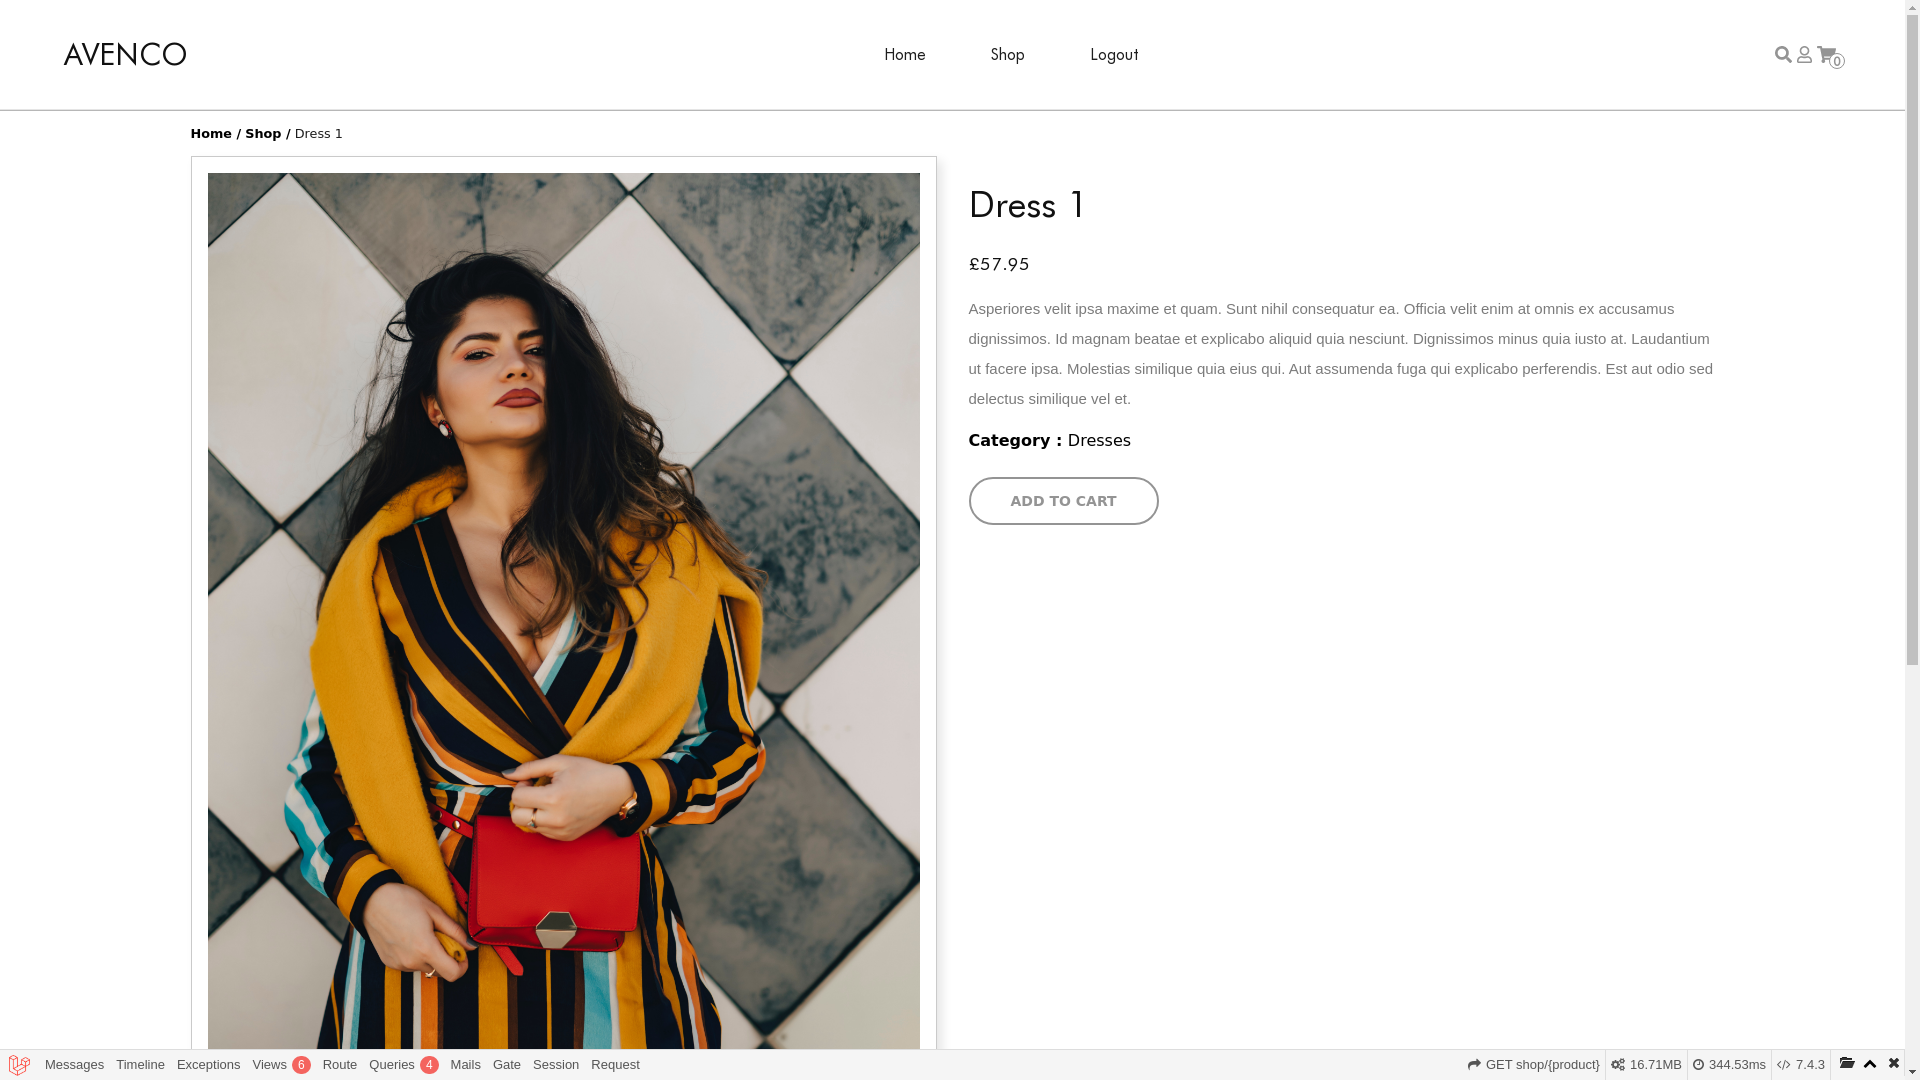 AVENCO
Home Shop Logout
0
Home / Shop / Dress 1
Dress 1
£57.95
Asperiores velit ipsa maxime et quam. Sunt nihil consequatur ea. Officia velit enim at omnis ex accusamus
dignissimos. Id magnam beatae et explicabo aliquid quia nesciunt. Dignissimos minus quia iusto at. Laudantium
ut facere ipsa. Molestias similique quia eius qui. Aut assumenda fuga qui explicabo perferendis. Est aut odio sed
delectus similique vel et.
Category : Dresses
ADD TO CART
Messages Timeline Exceptions Views 6 Route Queries 4 Mails Gate Session Request GET shop/{product} 16.71MB 344.53ms 7.4.3